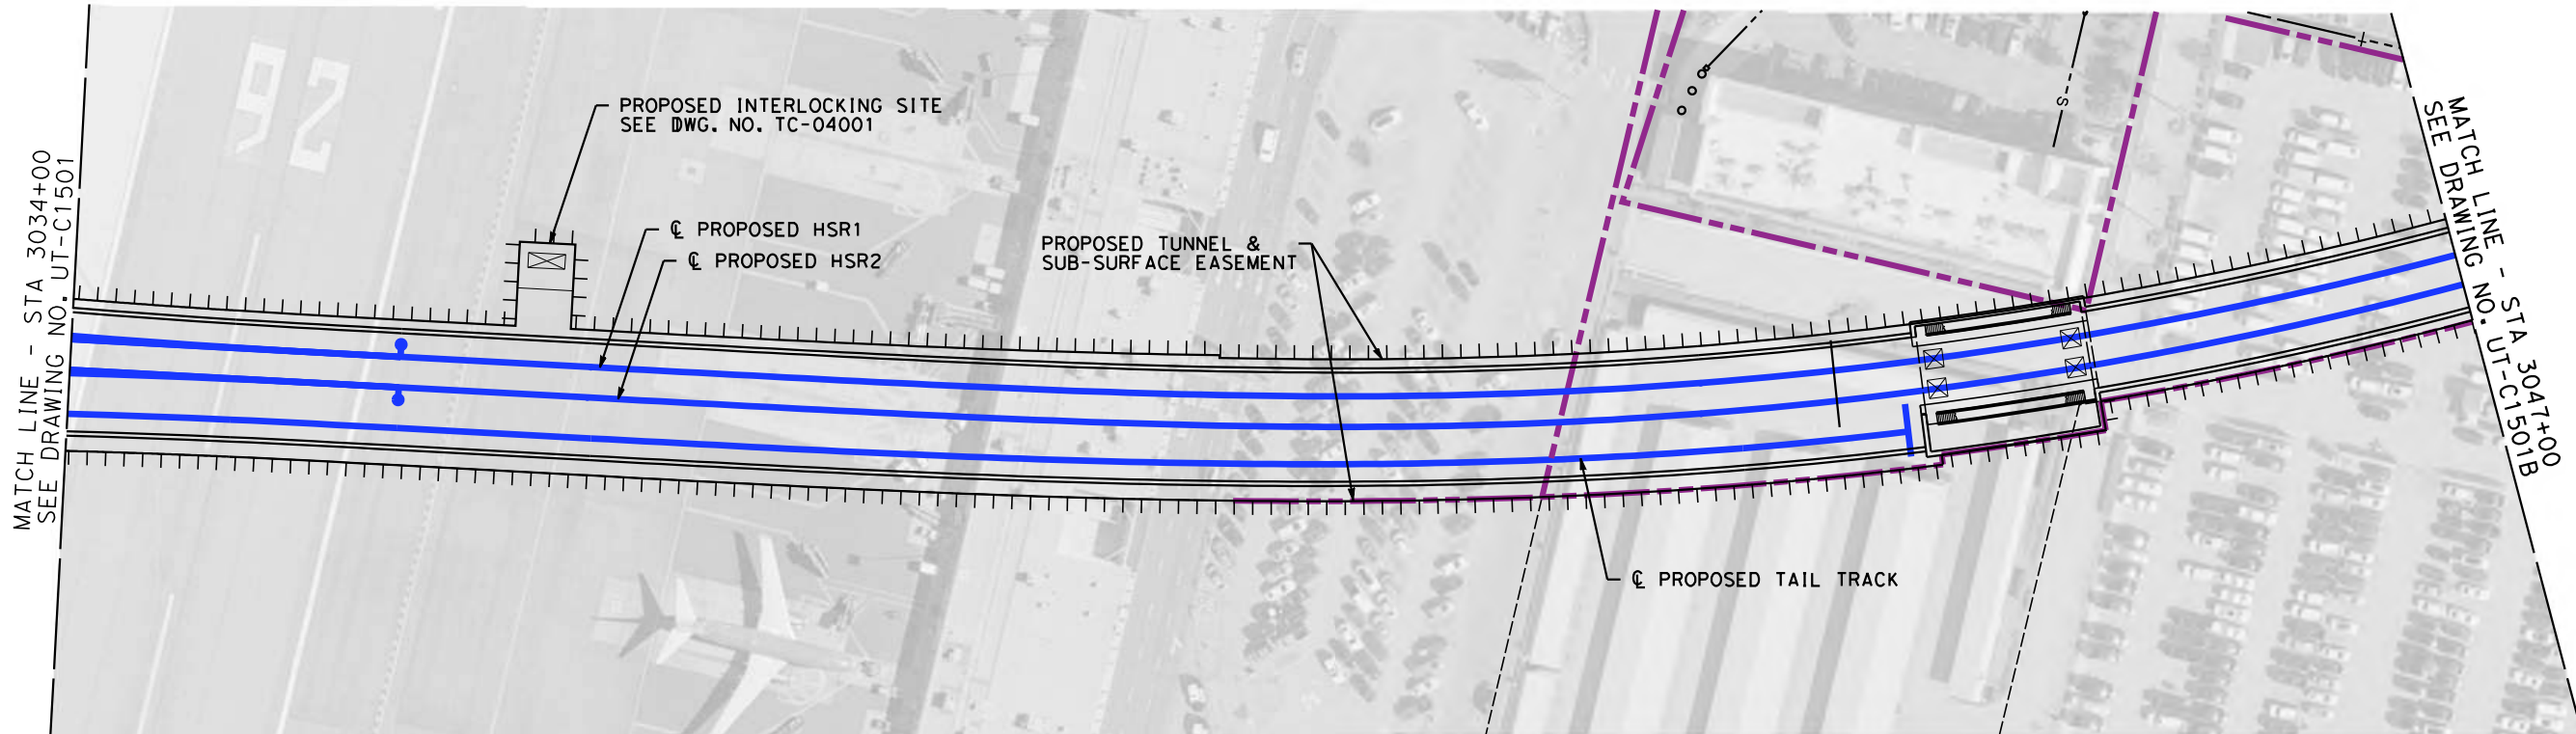 MATCH LINE - STA 3034+00
SEE DRAWING NO. UT-C1501
26
PROPOSED INTERLOCKING SITE
SEE DWG. NO. TC-04001
℄ PROPOSED HSR1
℄ PROPOSED HSR2
PROPOSED TUNNEL &
SUB-SURFACE EASEMENT
℄ PROPOSED TAIL TRACK
S
MATCH LINE - STA 3047+00
SEE DRAWING NO. UT-C1501B